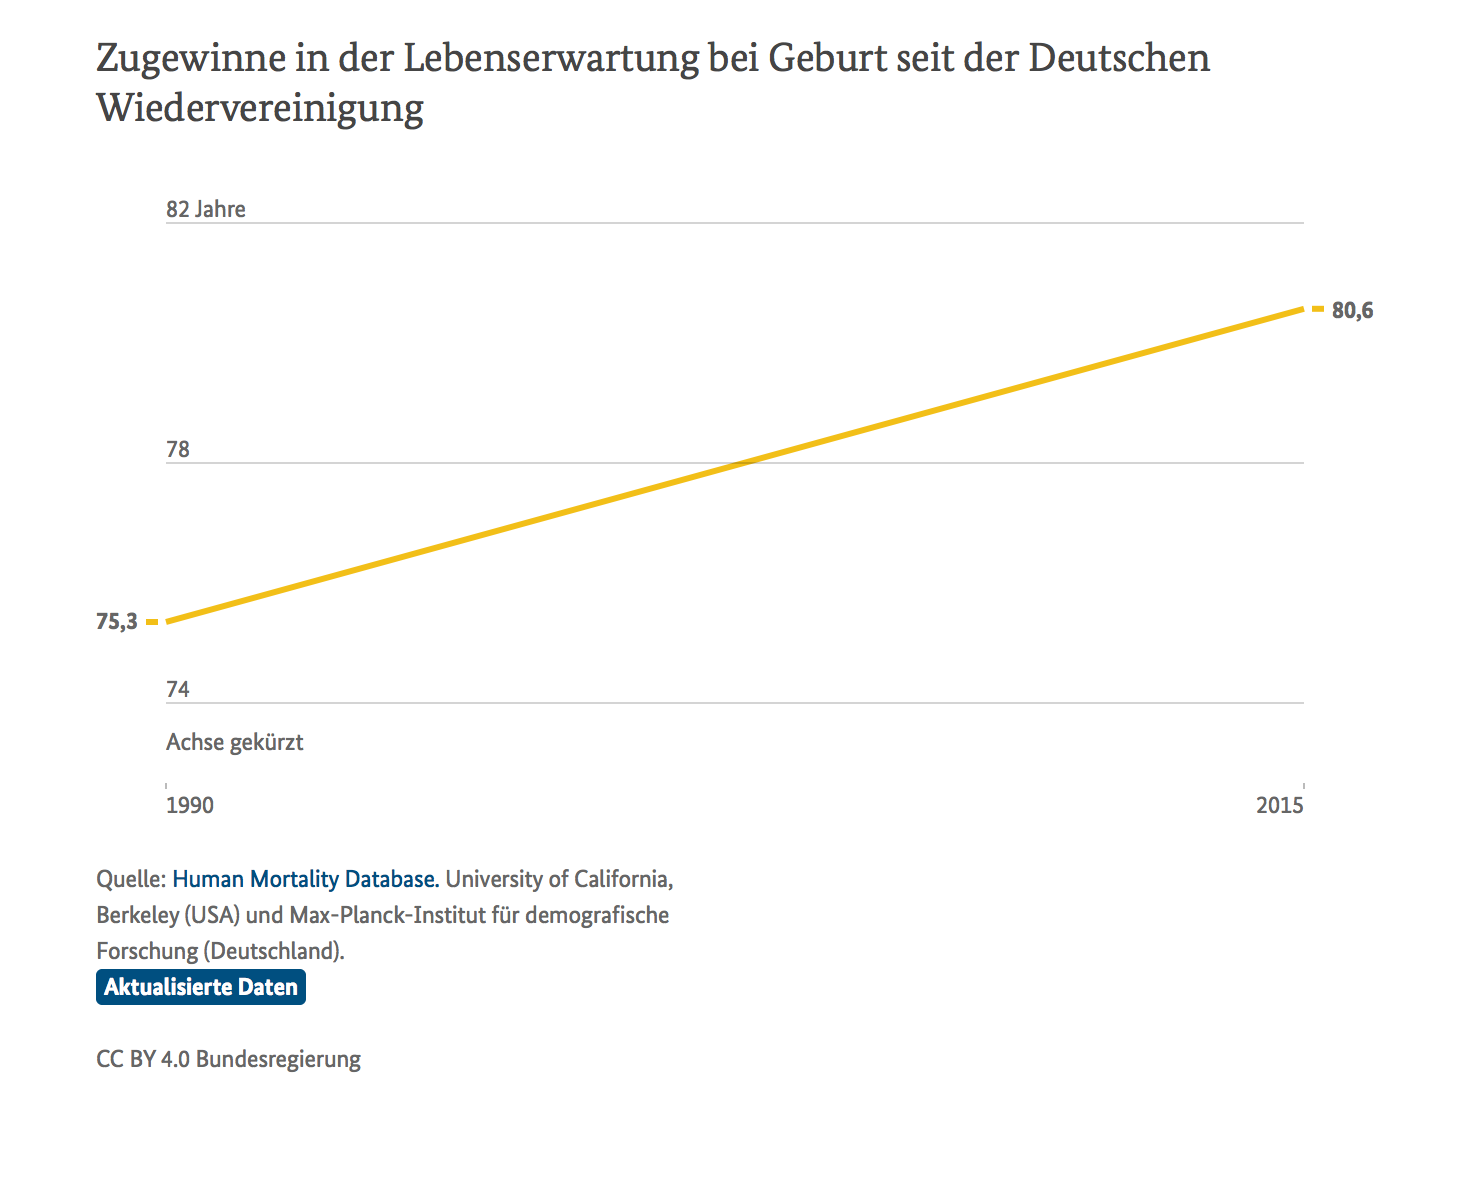 Zugewinne in der Lebenserwartung bei Geburt seit der Deutschen
Wiedervereinigung
82 Jahre
80,6
78
75,3
74
Achse gekürzt
1990
2015
Quelle: Human Mortality Database. University of California,
Berkeley (USA) und Max-Planck-Institut für demografische
Forschung (Deutschland).
Aktualisierte Daten
CC BY 4.0 Bundesregierung